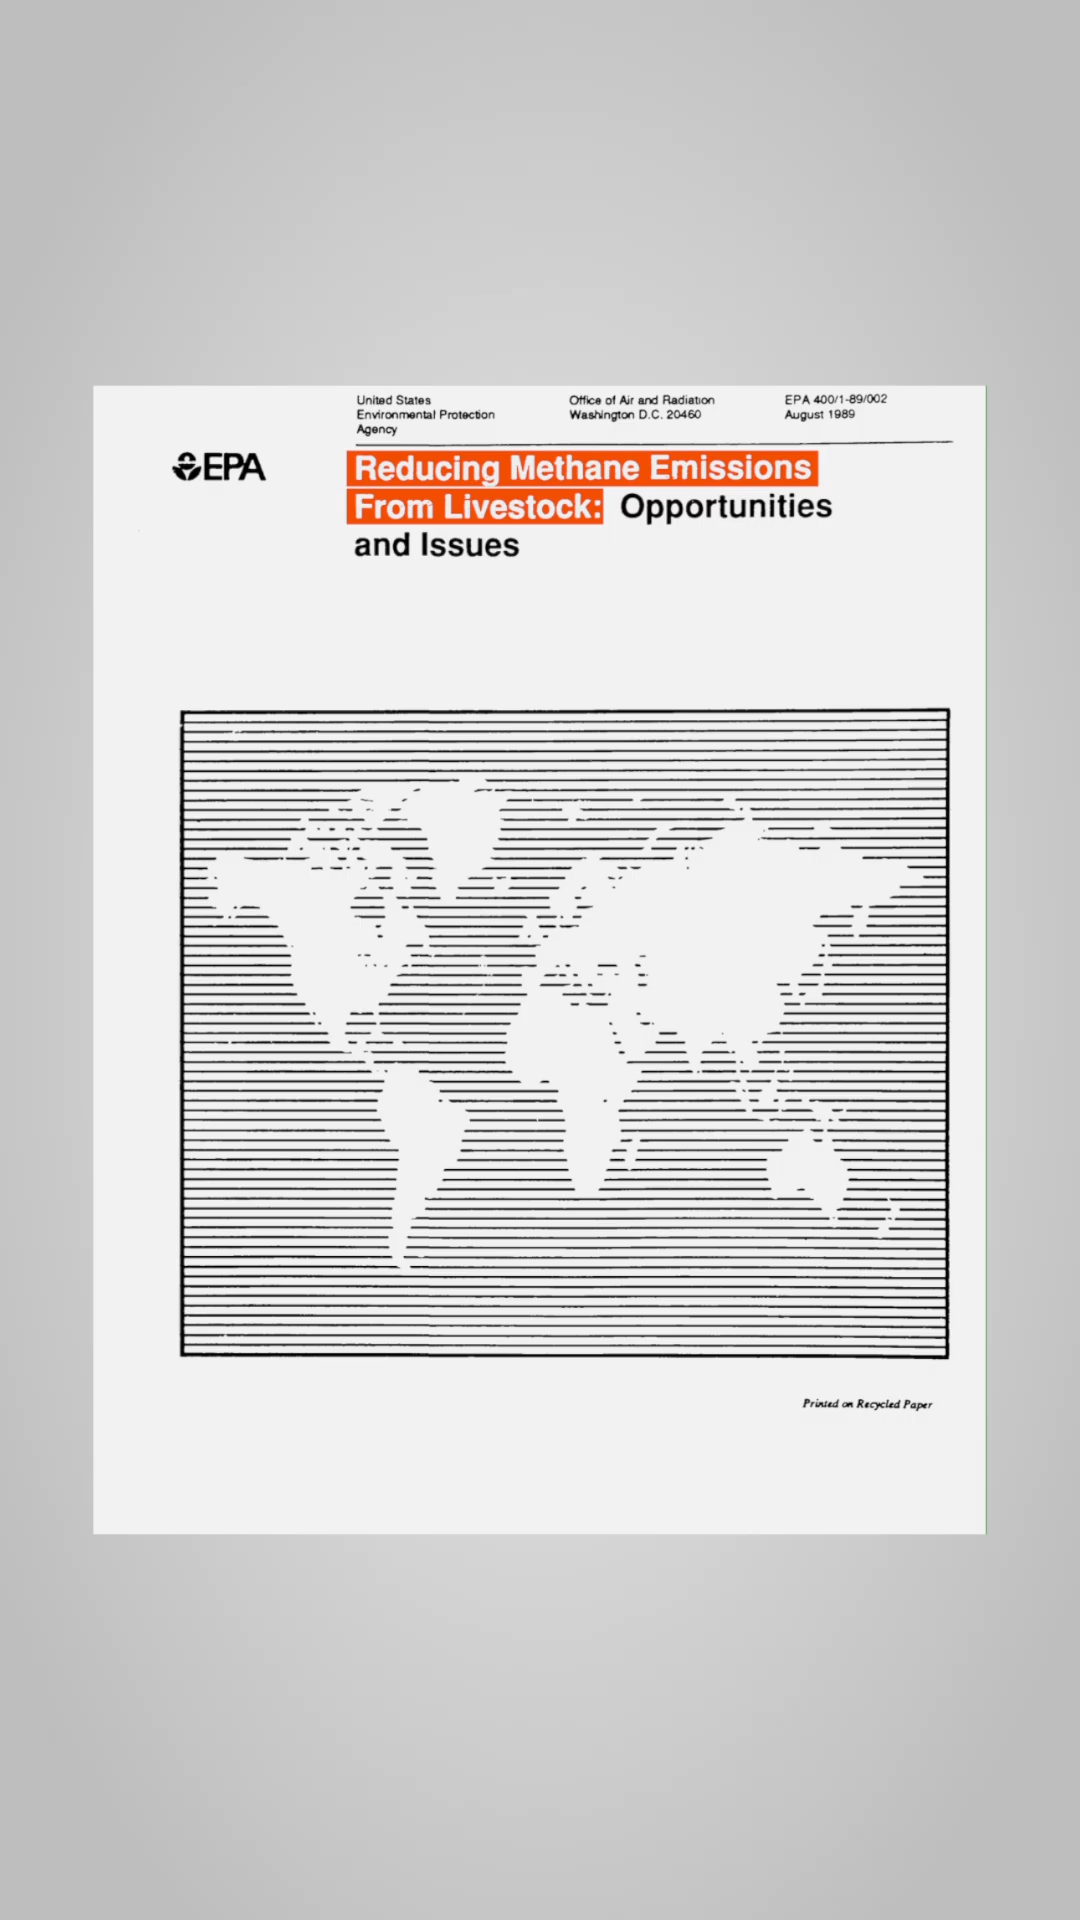 United States
Environmental Protection
Agency
Office of Air and Radiation
Washington D.C. 20460
EPA 400/1-89/002
August 1989
EPA
Reducing Methane Emissions
From Livestock: Opportunities
and Issues
Printed on Recycled Paper